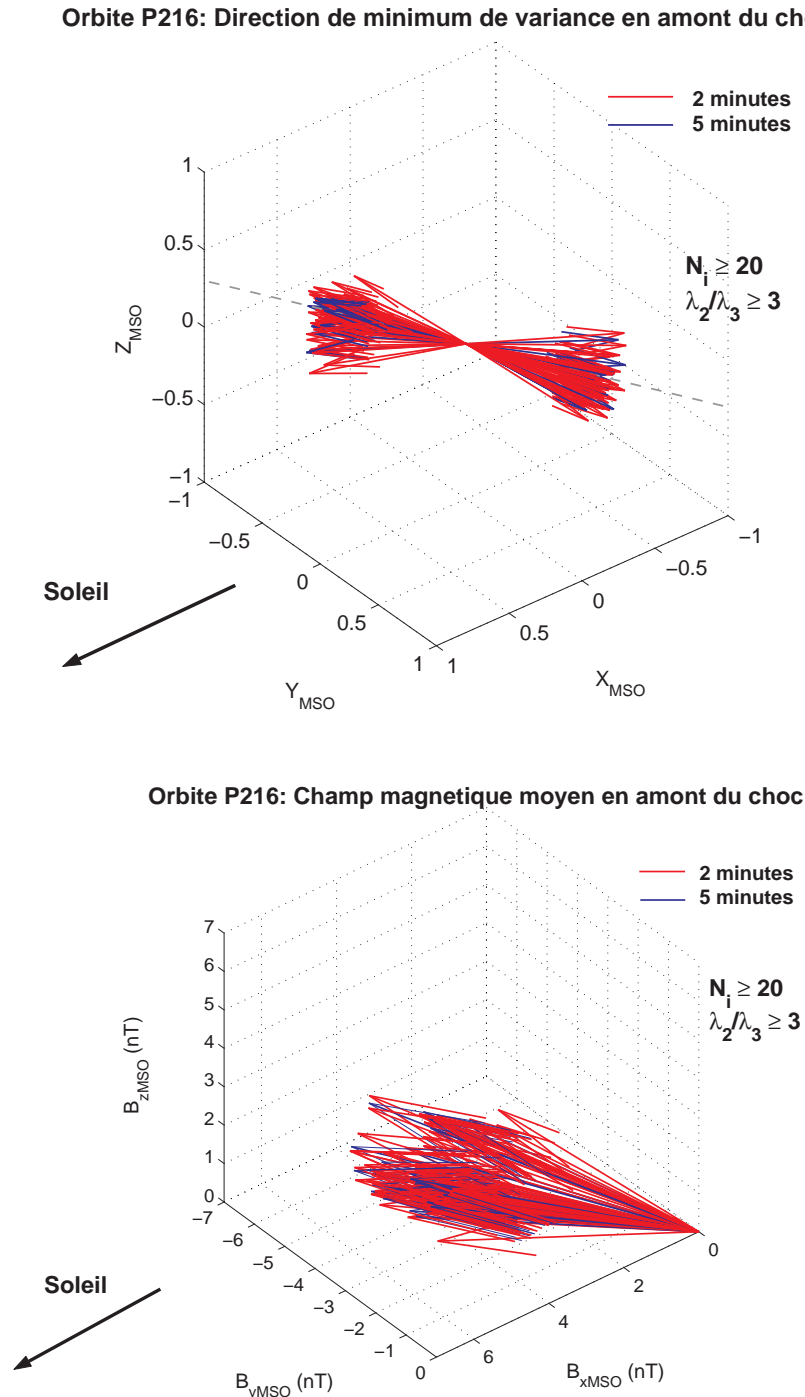 Orbite P216: Direction de minimum de variance en amont du cho
2 minutes
5 minutes
N_i ≥ 20
λ_2/λ_3 ≥ 3
1
0.5
0
−0.5
−1
Z_MSO
−1
−0.5
0
0.5
1
Y_MSO
−1
−0.5
0
0.5
1
X_MSO
Soleil
Orbite P216: Champ magnetique moyen en amont du choc
2 minutes
5 minutes
N_i ≥ 20
λ_2/λ_3 ≥ 3
7
6
5
4
3
2
1
0
B_zMSO (nT)
−7
−6
−5
−4
−3
−2
−1
0
B_yMSO (nT)
0
2
4
6
B_xMSO (nT)
Soleil